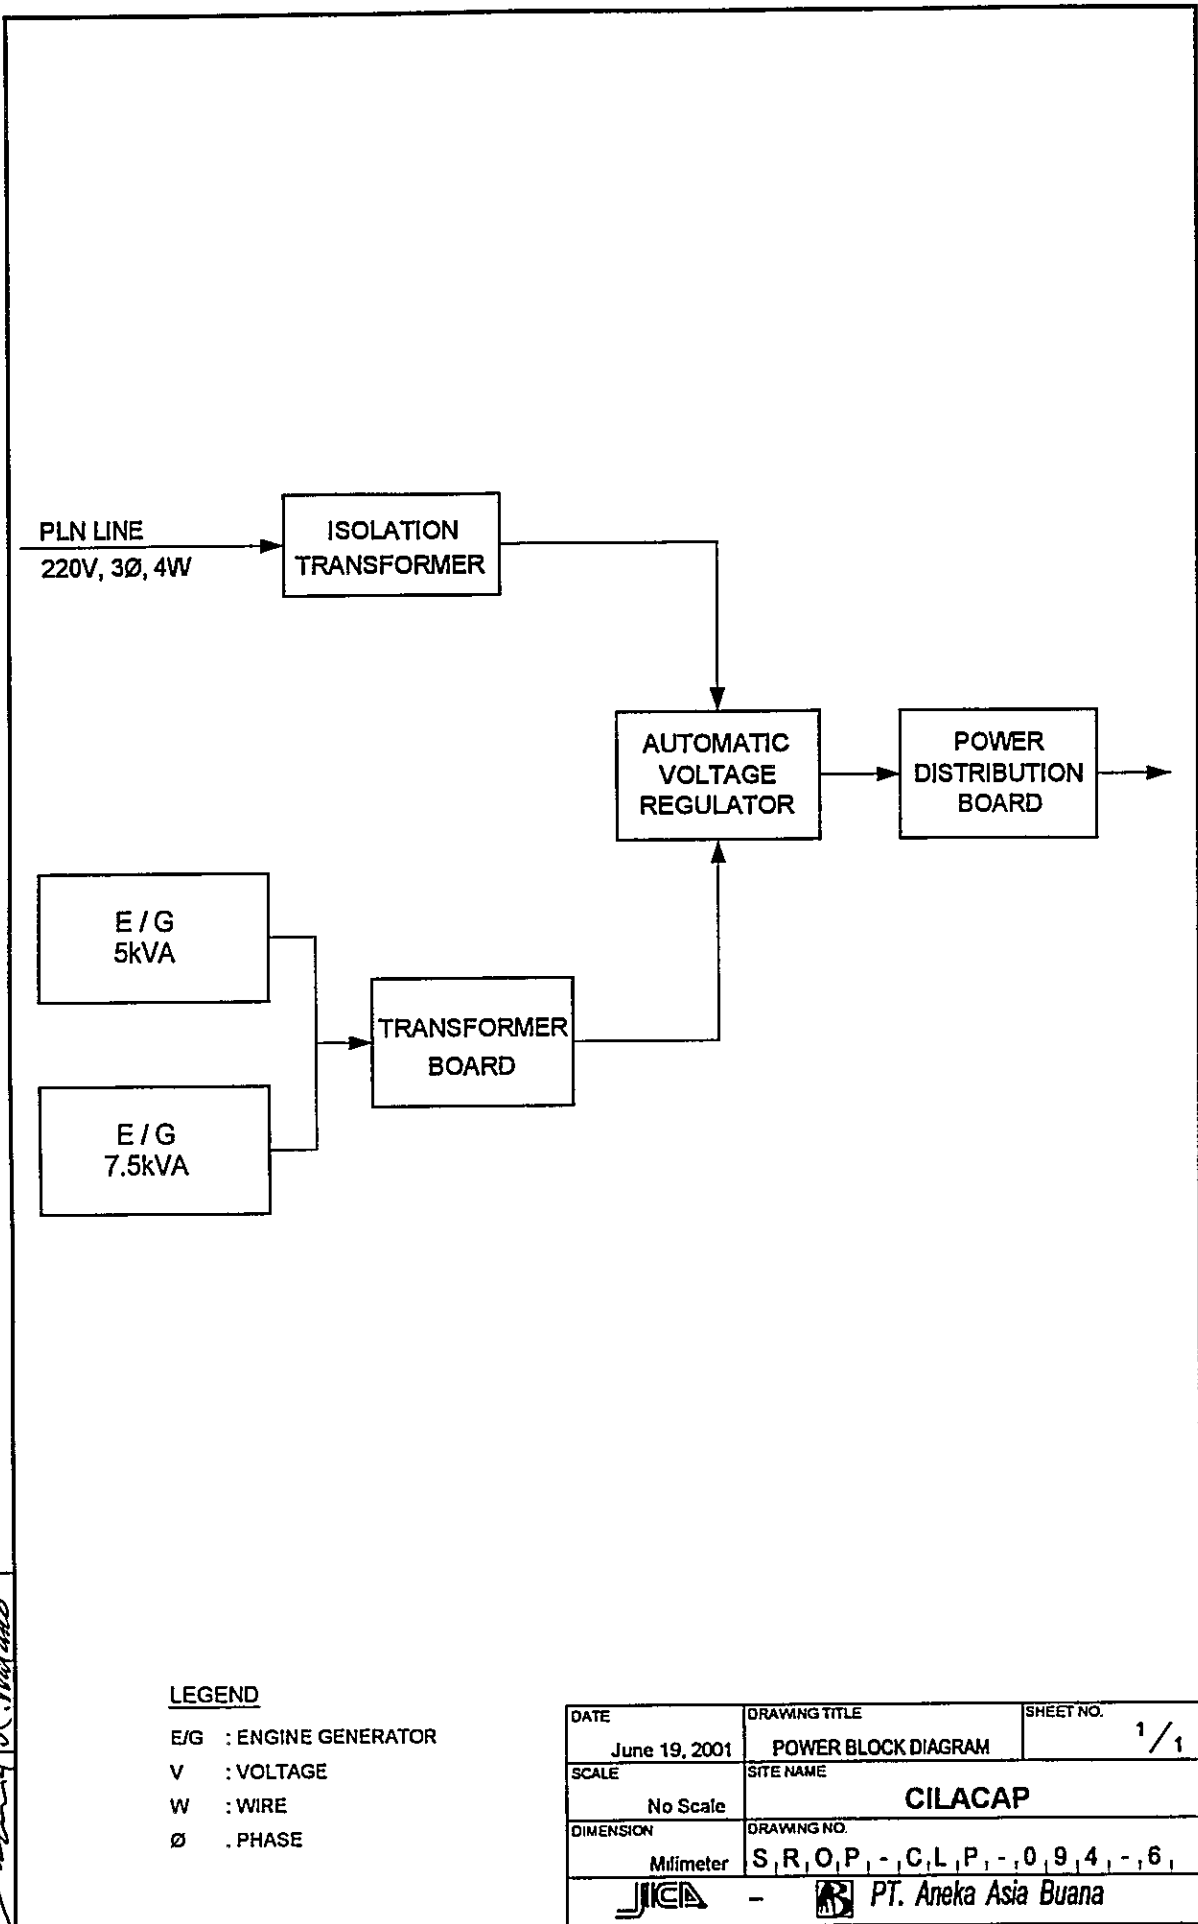 PLN LINE
220V, 3Ø, 4W
ISOLATION
TRANSFORMER
AUTOMATIC
VOLTAGE
REGULATOR
POWER
DISTRIBUTION
BOARD
E / G
5kVA
TRANSFORMER
BOARD
E / G
7.5kVA
LEGEND
E/G : ENGINE GENERATOR
V : VOLTAGE
W : WIRE
Ø . PHASE
DATE
June 19, 2001
DRAWING TITLE
POWER BLOCK DIAGRAM
SHEET NO.
1/1
SCALE
No Scale
SITE NAME
CILACAP
DIMENSION
Milimeter
DRAWING NO.
SROP-CLP-094-6
JICA - PT. Aneka Asia Buana